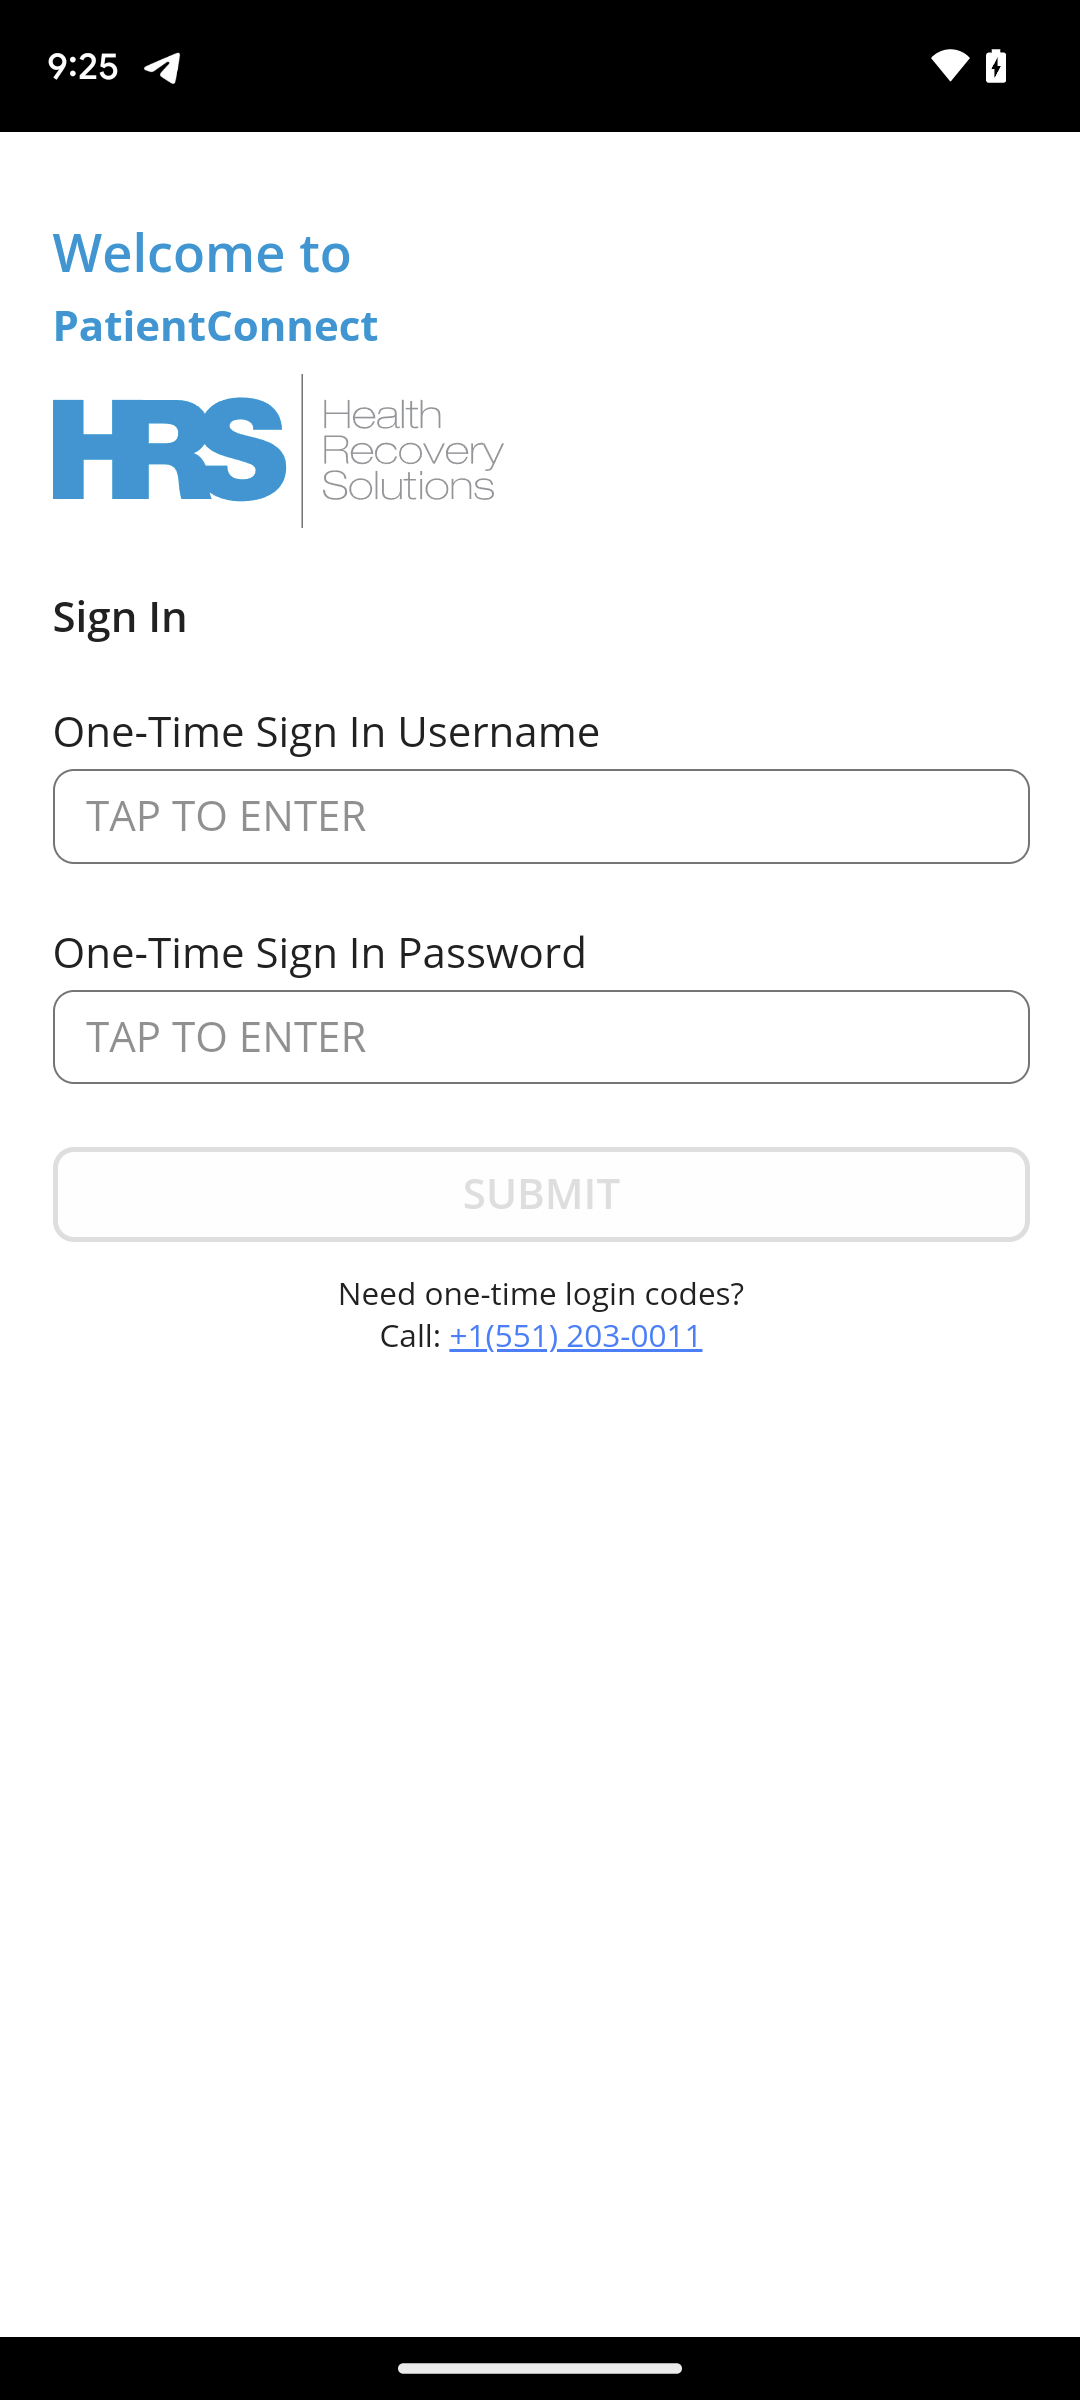 9:25
Welcome to
PatientConnect
HRS
Health
Recovery
Solutions
Sign In
One-Time Sign In Username
TAP TO ENTER
One-Time Sign In Password
TAP TO ENTER
SUBMIT
Need one-time login codes?
Call: +1(551) 203-0011